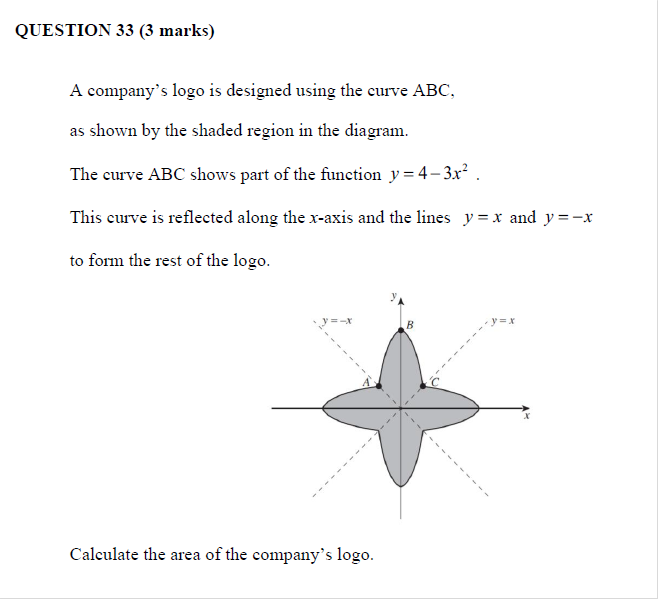 QUESTION 33 (3 marks)
A company's logo is designed using the curve ABC,
as shown by the shaded region in the diagram.
The curve ABC shows part of the function y = 4 – 3x² .
This curve is reflected along the x-axis and the lines y = x and y = –x
to form the rest of the logo.
y
y = –x
B
y = x
A
C
x
Calculate the area of the company's logo.